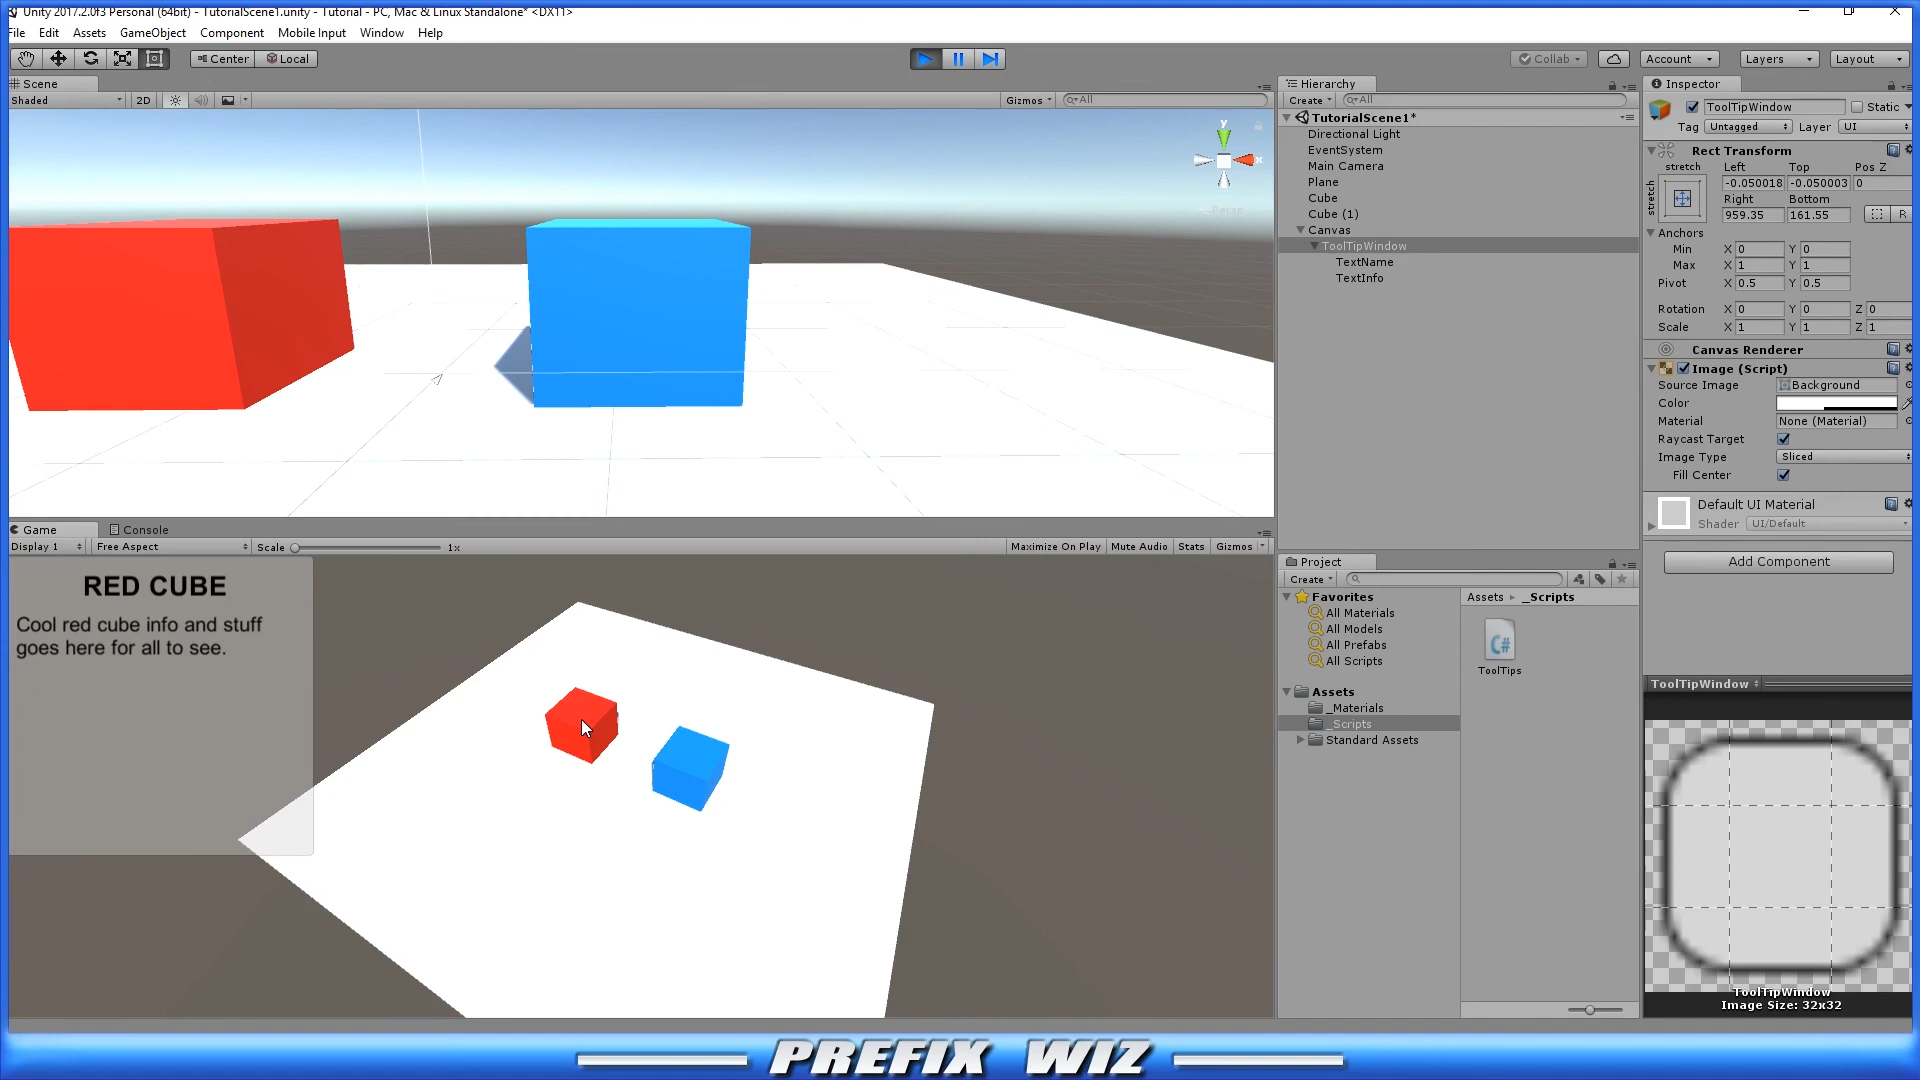 Unity 2017.2.0f3 Personal (64bit) - TutorialScene1.unity - Tutorial - PC, Mac & Linux Standalone* <DX11>
File Edit Assets GameObject Component Mobile Input Window Help
Center Local Collab Account Layers Layout
Scene
Shaded 2D Gizmos All
y
x
Persp
Game Console
Display 1 Free Aspect Scale 1x Maximize On Play Mute Audio Stats Gizmos
RED CUBE
Cool red cube info and stuff
goes here for all to see.
Hierarchy
Create All
TutorialScene1*
Directional Light
EventSystem
Main Camera
Plane
Cube
Cube (1)
Canvas
ToolTipWindow
TextName
TextInfo
Project
Create
Favorites
All Materials
All Models
All Prefabs
All Scripts
Assets
_Materials
_Scripts
Standard Assets
Assets _Scripts
C#
ToolTips
Inspector
ToolTipWindow Static
Tag Untagged Layer UI
Rect Transform
stretch Left Top Pos Z
stretch
-0.050018 -0.050003 0
Right Bottom
959.35 161.55 R
Anchors
Min X 0 Y 0
Max X 1 Y 1
Pivot X 0.5 Y 0.5
Rotation X 0 Y 0 Z 0
Scale X 1 Y 1 Z 1
Canvas Renderer
Image (Script)
Source Image Background
Color
Material None (Material)
Raycast Target
Image Type Sliced
Fill Center
Default UI Material
Shader UI/Default
Add Component
ToolTipWindow
ToolTipWindow
Image Size: 32x32
PREFIX WIZ